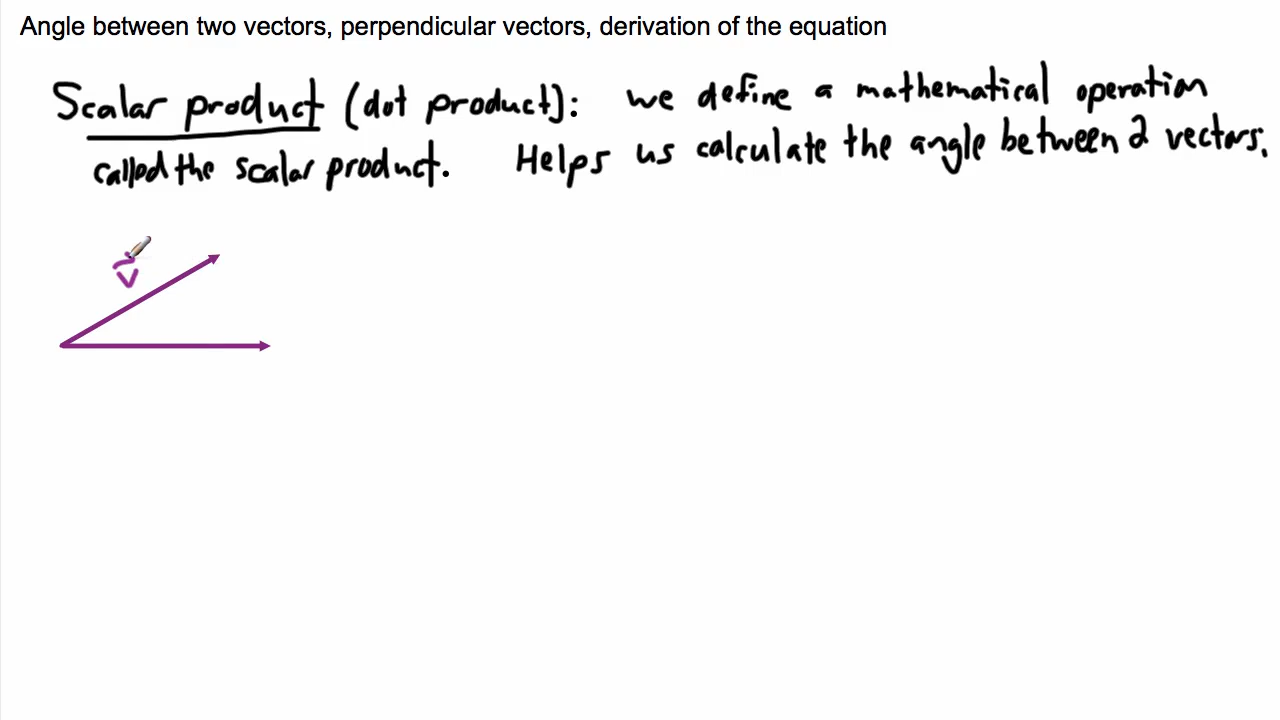 Angle between two vectors, perpendicular vectors, derivation of the equation
Scalar product (dot product): we define a mathematical operation
called the scalar product. Helps us calculate the angle between 2 vectors.
v